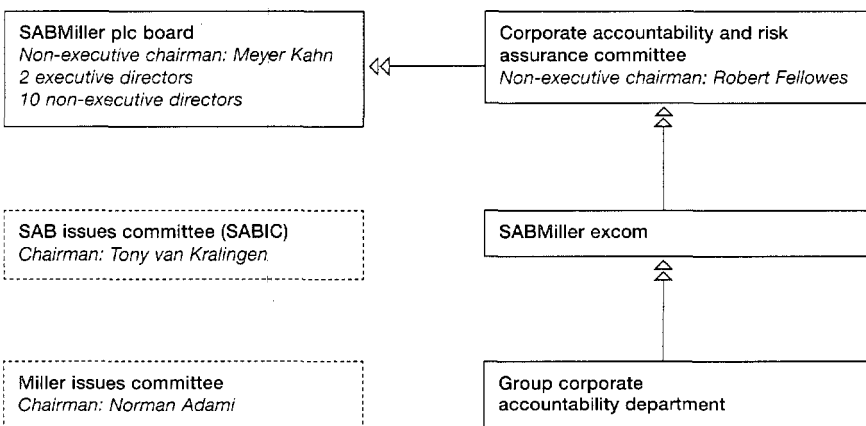 SABMiller plc board
Non-executive chairman: Meyer Kahn
2 executive directors
10 non-executive directors
Corporate accountability and risk
assurance committee
Non-executive chairman: Robert Fellowes
SAB issues committee (SABIC)
Chairman: Tony van Kralingen
SABMiller excom
Miller issues committee
Chairman: Norman Adami
Group corporate
accountability department